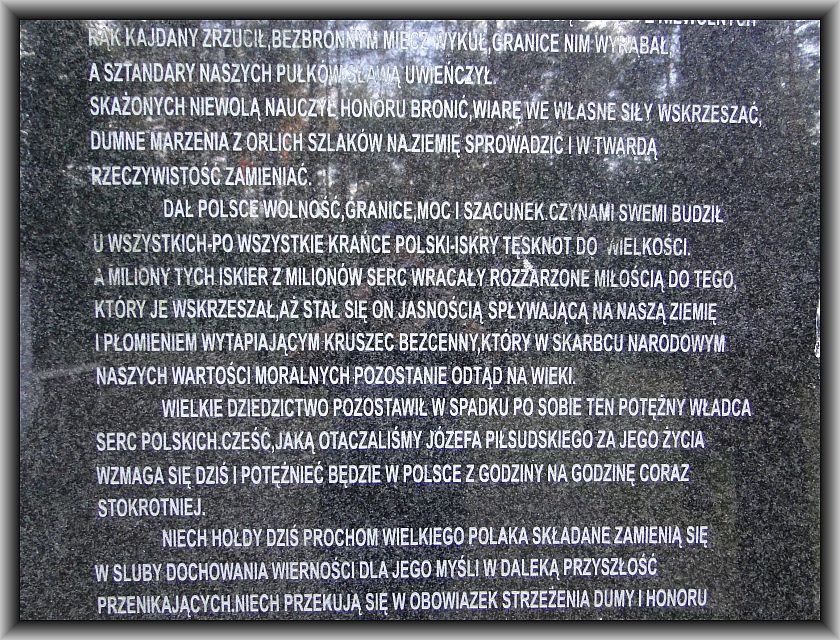 NIEWOLNYCH
RĄK KAJDANY ZRZUCIŁ,BEZBRONNYM MIECZ WYKUŁ,GRANICE NIM WYRĄBAŁ,
A SZTANDARY NASZYCH PUŁKÓW SŁAWĄ UWIEŃCZYŁ.
SKAŻONYCH NIEWOLĄ NAUCZYŁ HONORU BRONIĆ,WIARĘ WE WŁASNE SIŁY WSKRZESZAĆ,
DUMNE MARZENIA Z ORLICH SZLAKÓW NA ZIEMIĘ SPROWADZIĆ I W TWARDĄ
RZECZYWISTOŚĆ ZAMIENIAĆ.
DAŁ POLSCE WOLNOŚĆ,GRANICE,MOC I SZACUNEK.CZYNAMI SWEMI BUDZIŁ
U WSZYSTKICH-PO WSZYSTKIE KRAŃCE POLSKI-ISKRY TĘSKNOT DO WIELKOŚCI.
A MILIONY TYCH ISKIER Z MILIONÓW SERC WRACAŁY ROZŻARZONE MIŁOŚCIĄ DO TEGO,
KTÓRY JE WSKRZESZAŁ,AŻ STAŁ SIĘ ON JASNOŚCIĄ SPŁYWAJĄCĄ NA NASZĄ ZIEMIĘ
I PŁOMIENIEM WYTAPIAJĄCYM KRUSZEC BEZCENNY,KTÓRY W SKARBCU NARODOWYM
NASZYCH WARTOŚCI MORALNYCH POZOSTANIE ODTĄD NA WIEKI.
WIELKIE DZIEDZICTWO POZOSTAWIŁ W SPADKU PO SOBIE TEN POTĘŻNY WŁADCA
SERC POLSKICH.CZEŚĆ,JAKĄ OTACZALIŚMY JÓZEFA PIŁSUDSKIEGO ZA JEGO ŻYCIA
WZMAGA SIĘ DZIŚ I POTĘŻNIEĆ BĘDZIE W POLSCE Z GODZINY NA GODZINĘ CORAZ
STOKROTNIEJ.
NIECH HOŁDY DZIŚ PROCHOM WIELKIEGO POLAKA SKŁADANE ZAMIENIĄ SIĘ
W SLUBY DOCHOWANIA WIERNOŚCI DLA JEGO MYŚLI W DALEKĄ PRZYSZŁOŚĆ
PRZENIKAJĄCYCH.NIECH PRZEKUJĄ SIĘ W OBOWIAZEK STRZEŻENIA DUMY I HONORU